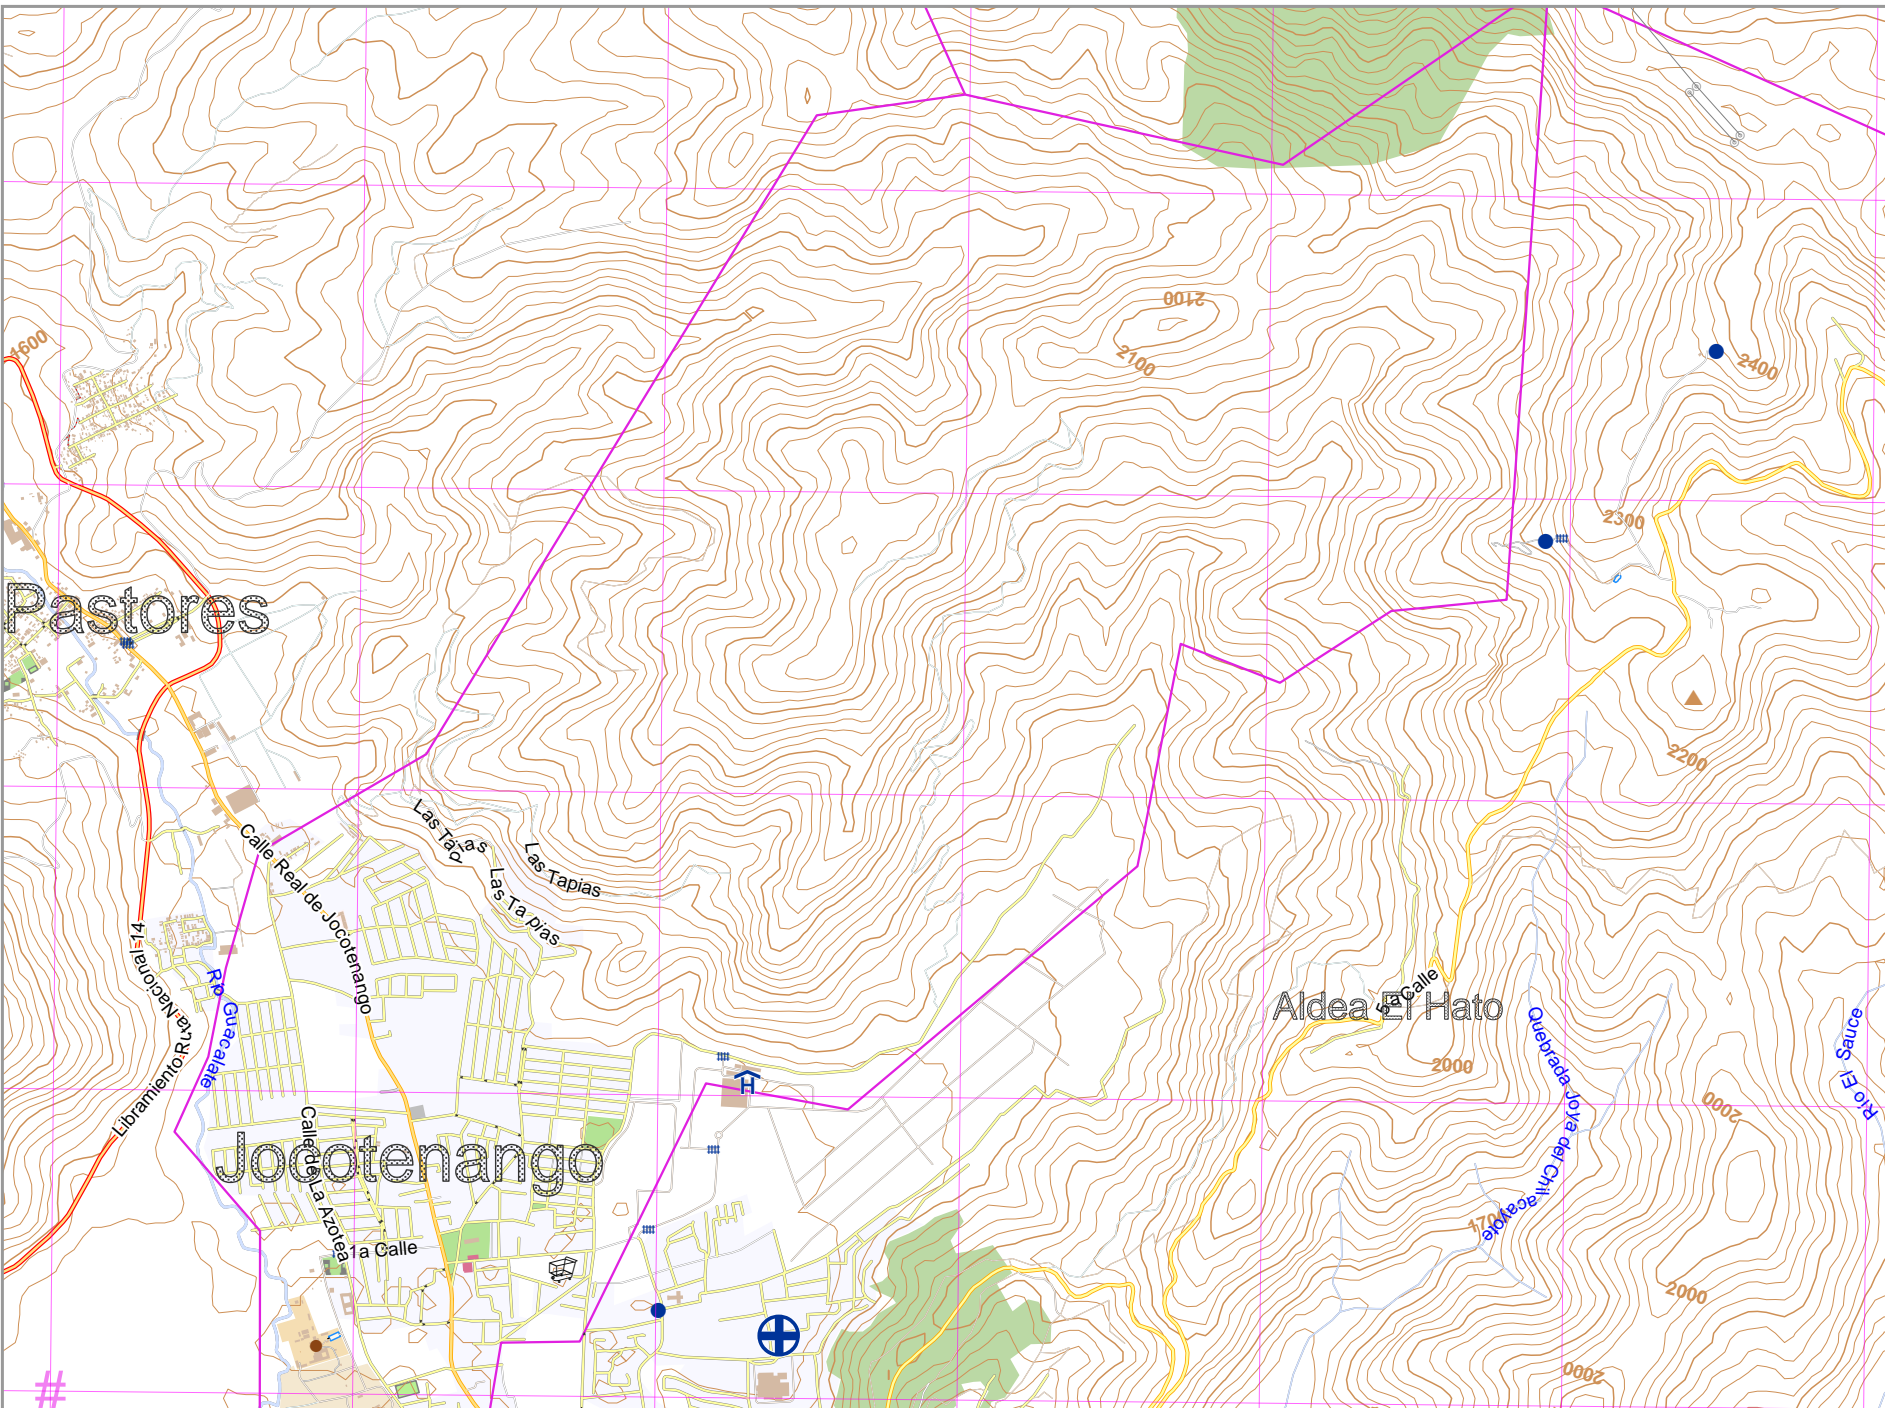 2100
1600
2100
2400
2300
Pastores
2200
Las Tapias
Calle Real de Jocotenango
Las Tapias
Las Tapias
Libramiento Ruta Nacional 14
Río Guacalate
5a Calle
Aldea El Hato
Quebrada Joya del Chilacayote
Río El Sauce
2000
H
2000
Jocotenango
Calle de La Azotea
1a Calle
2000
2000
#